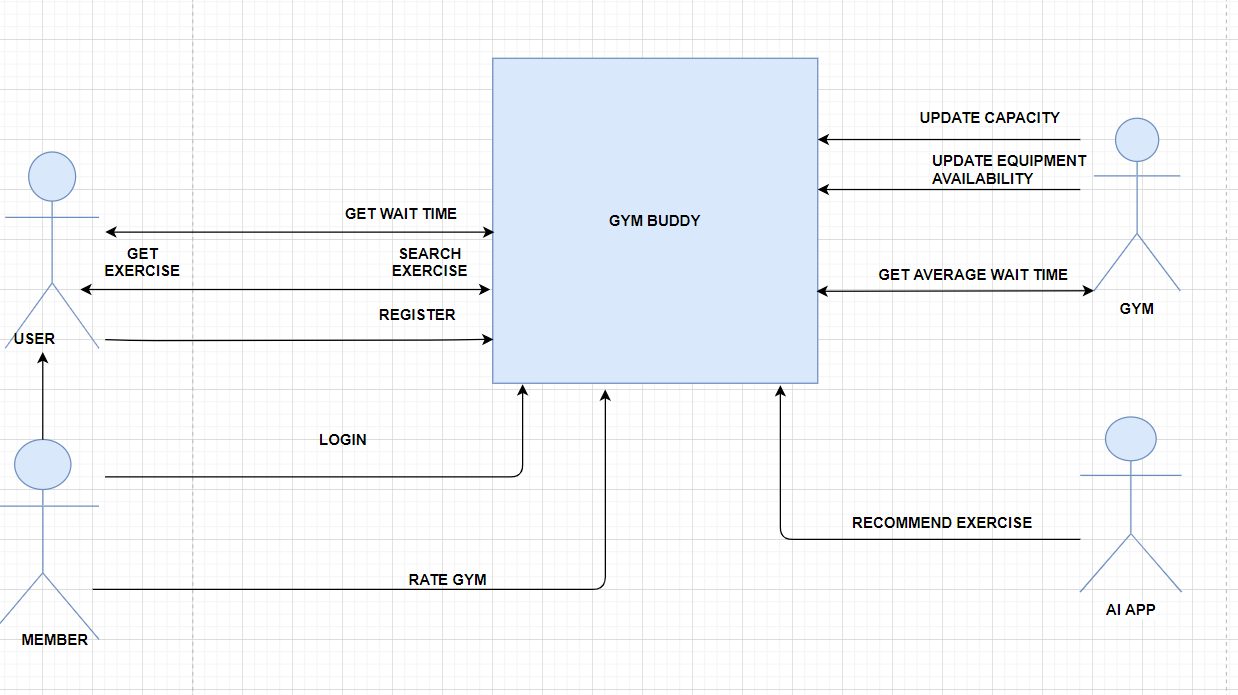 UPDATE CAPACITY
UPDATE EQUIPMENT
AVAILABILITY
GET WAIT TIME
GYM BUDDY
GET
EXERCISE
SEARCH
EXERCISE
GET AVERAGE WAIT TIME
REGISTER
GYM
USER
LOGIN
RECOMMEND EXERCISE
RATE GYM
AI APP
MEMBER